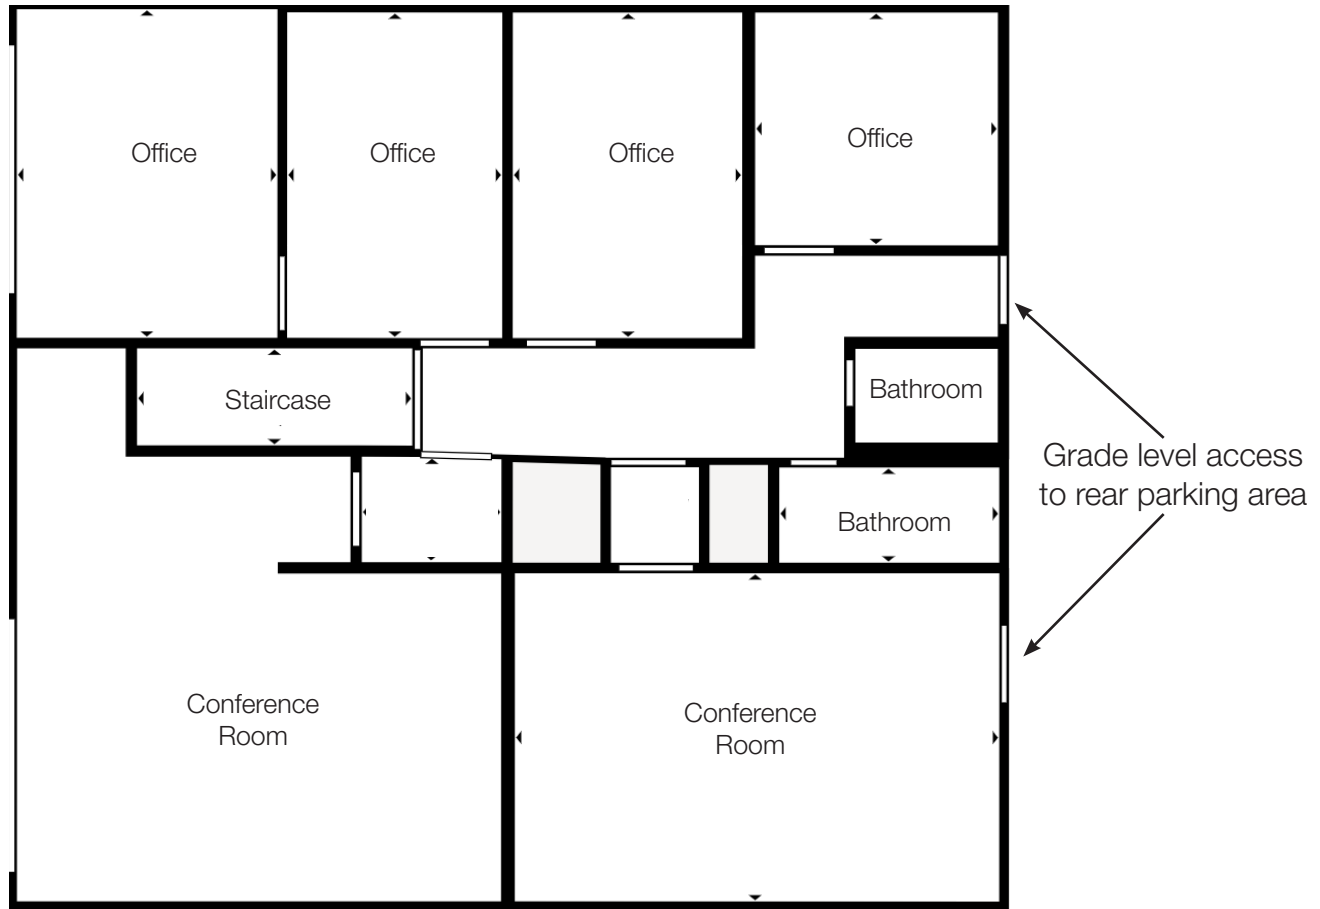 Office
Office
Office
Office
Staircase
Bathroom
Grade level access
to rear parking area
Bathroom
Conference
Room
Conference
Room